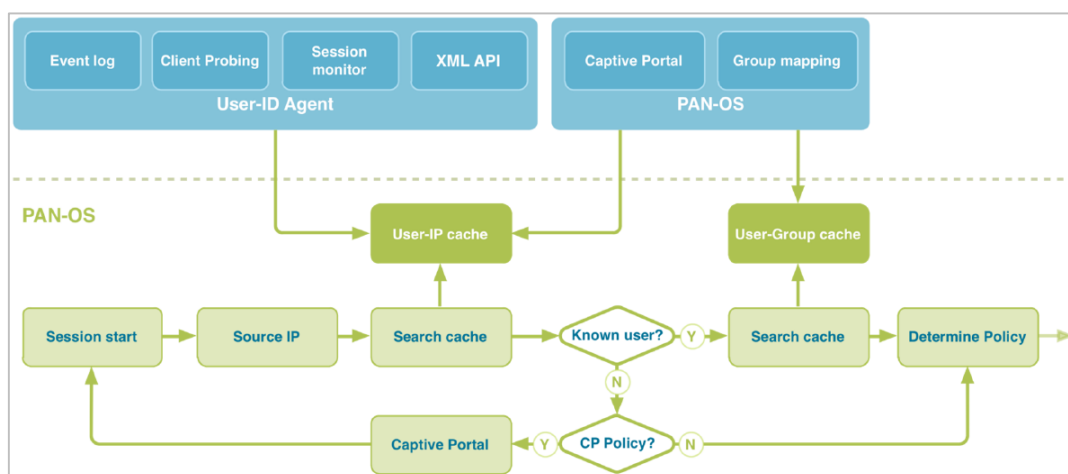 Event log
Client Probing
Session
monitor
XML API
User-ID Agent
Captive Portal
Group mapping
PAN-OS
PAN-OS
User-IP cache
User-Group cache
Session start
Source IP
Search cache
Known user?
Y
Search cache
Determine Policy
N
Captive Portal
Y
CP Policy?
N